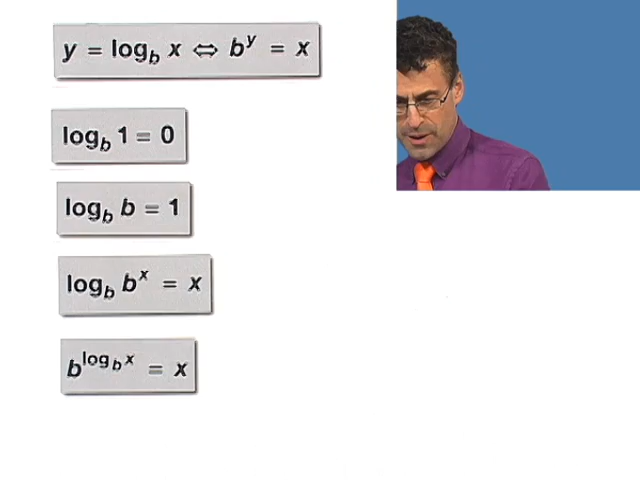 y = log_b x ⇔ b^y = x
log_b 1 = 0
log_b b = 1
log_b b^x = x
b^{log_b x} = x